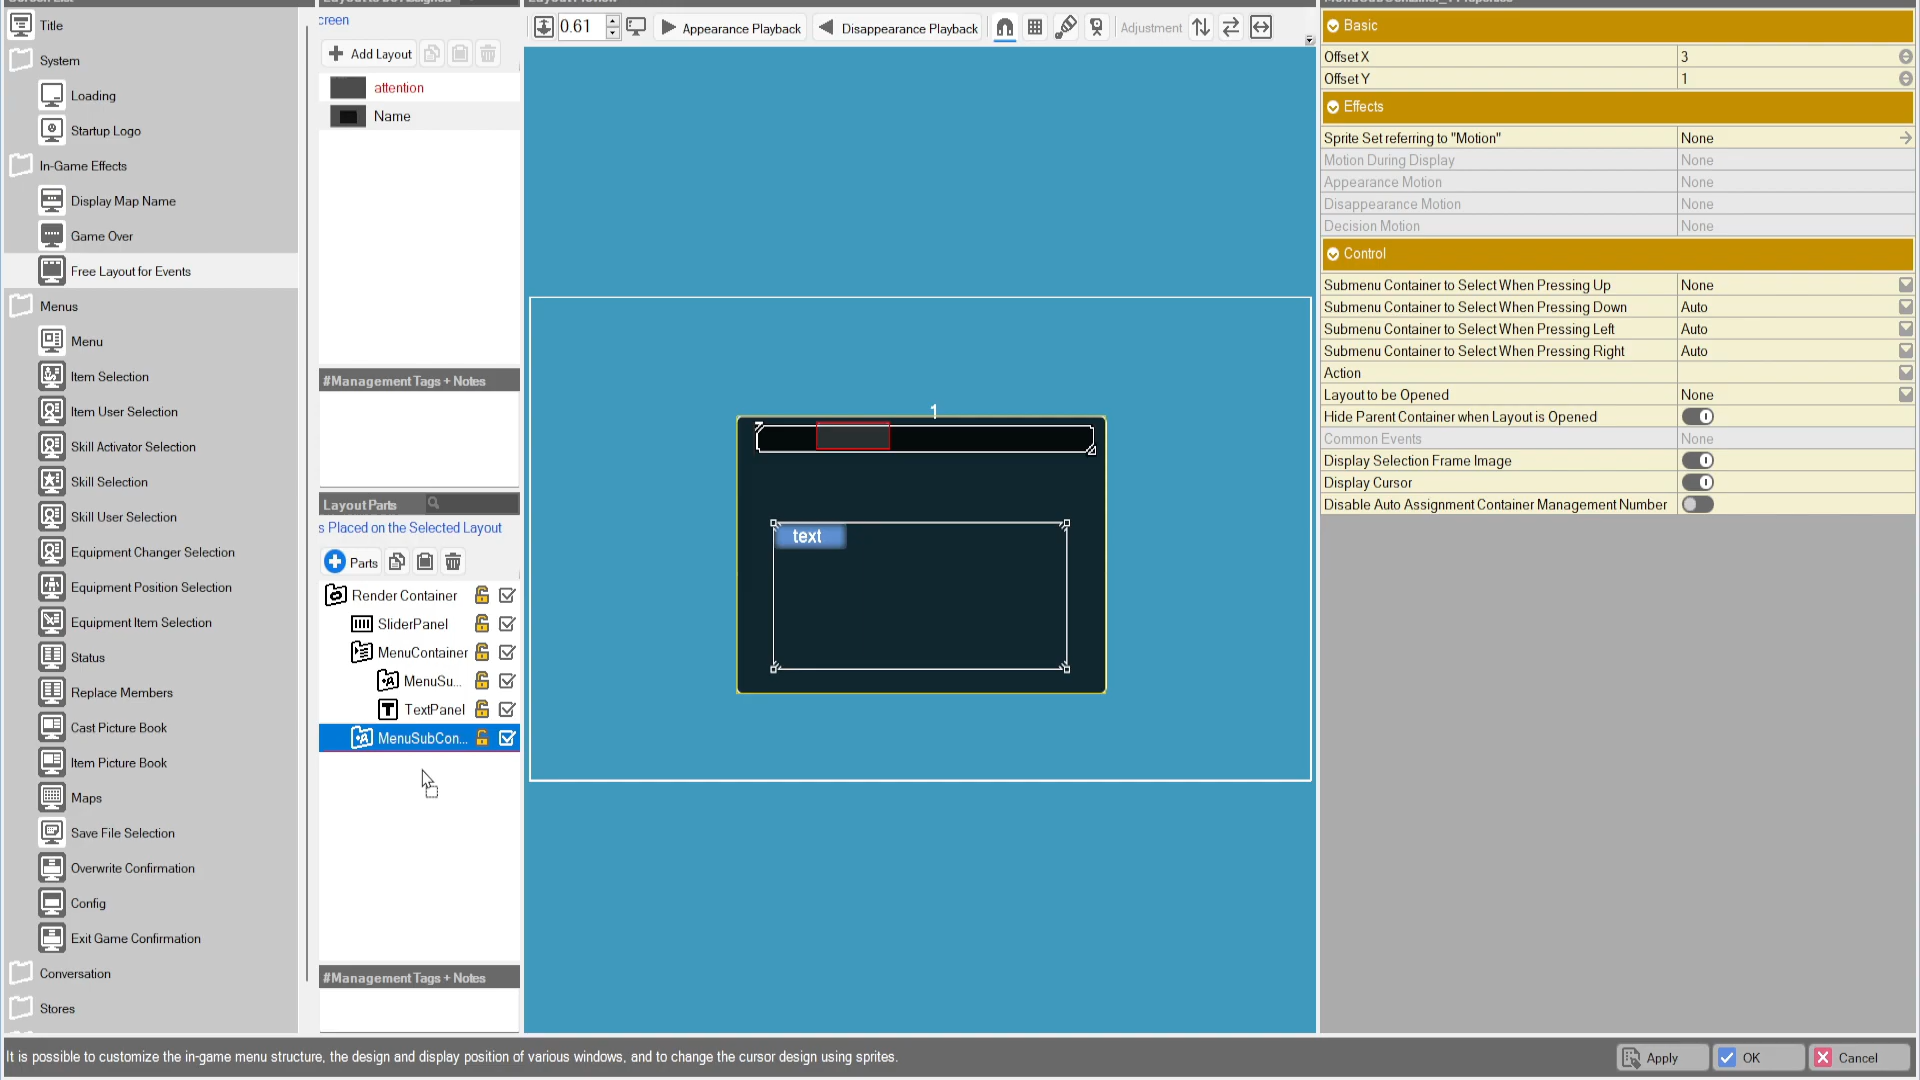 Title
System
Loading
Startup Logo
In-Game Effects
Display Map Name
Game Over
Free Layout for Events
Menus
Menu
Item Selection
Item User Selection
Skill Activator Selection
Skill Selection
Skill User Selection
Equipment Changer Selection
Equipment Position Selection
Equipment Item Selection
Status
Replace Members
Cast Picture Book
Item Picture Book
Maps
Save File Selection
Overwrite Confirmation
Config
Exit Game Confirmation
Conversation
Stores
creen
Add Layout
attention
Name
#Management Tags + Notes
Layout Parts
s Placed on the Selected Layout
Parts
Render Container
SliderPanel
MenuContainer
MenuSu...
TextPanel
MenuSubCon...
#Management Tags + Notes
0.61
Appearance Playback
Disappearance Playback
Adjustment
1
text
Basic
Offset X 3
Offset Y 1
Effects
Sprite Set referring to "Motion" None
Motion During Display None
Appearance Motion None
Disappearance Motion None
Decision Motion None
Control
Submenu Container to Select When Pressing Up None
Submenu Container to Select When Pressing Down Auto
Submenu Container to Select When Pressing Left Auto
Submenu Container to Select When Pressing Right Auto
Action
Layout to be Opened None
Hide Parent Container when Layout is Opened
Common Events None
Display Selection Frame Image
Display Cursor
Disable Auto Assignment Container Management Number
It is possible to customize the in-game menu structure, the design and display position of various windows, and to change the cursor design using sprites.
Apply
OK
Cancel